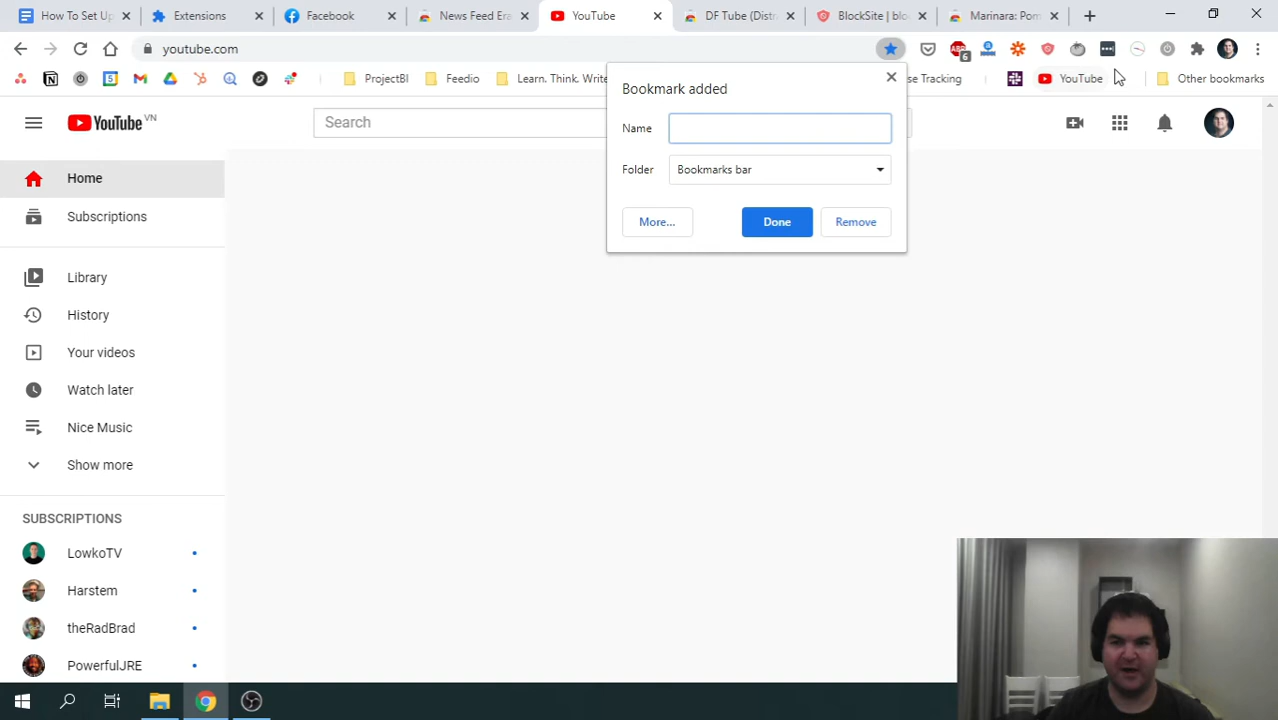 How To Set Up
Extensions
Facebook
News Feed Era
YouTube
DF Tube (Distr
BlockSite | bloc
Marinara: Pom
youtube.com
6
ProjectBI
Feedio
Learn. Think. Write
se Tracking
YouTube
Other bookmarks
Bookmark added
Name
Folder
Bookmarks bar
More...
Done
Remove
YouTube VN
Search
Home
Subscriptions
Library
History
Your videos
Watch later
Nice Music
Show more
SUBSCRIPTIONS
LowkoTV
Harstem
theRadBrad
PowerfulJRE